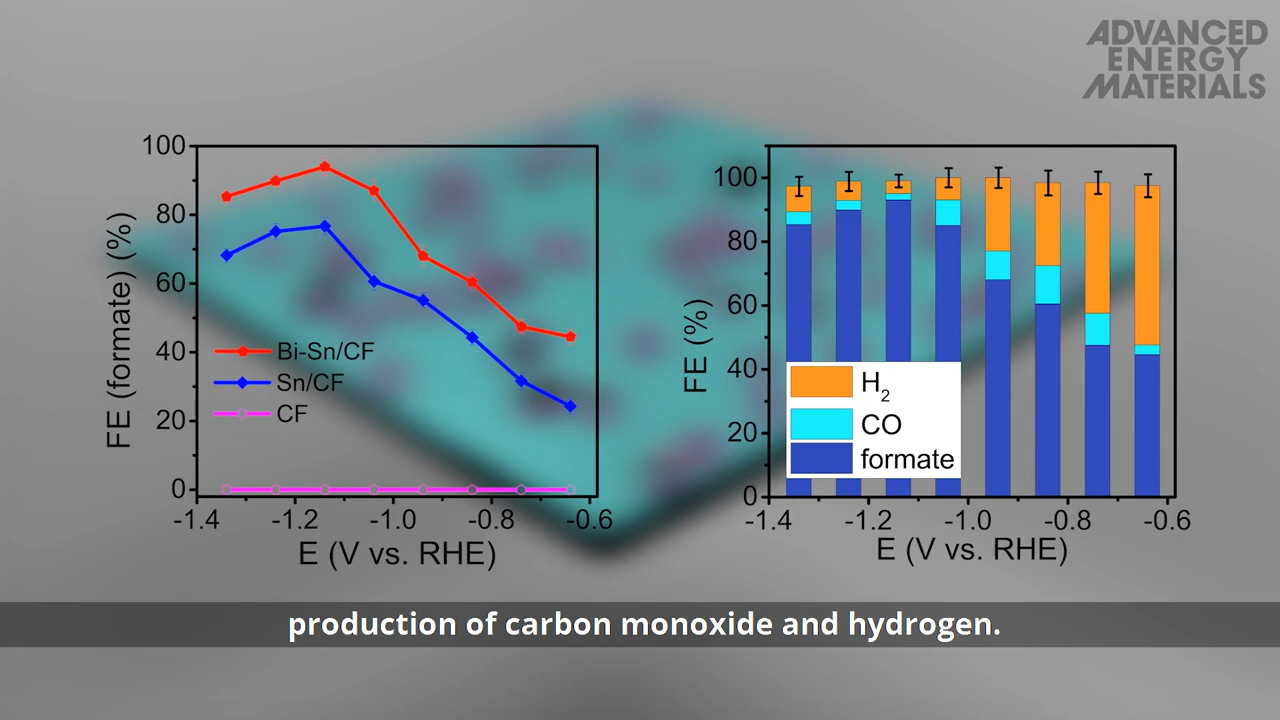 ADVANCED
ENERGY
MATERIALS
100
80
60
40
20
0
FE (formate) (%)
Bi-Sn/CF
Sn/CF
CF
-1.4 -1.2 -1.0 -0.8 -0.6
E (V vs. RHE)
100
80
60
40
20
0
FE (%)
H2
CO
formate
-1.4 -1.2 -1.0 -0.8 -0.6
E (V vs. RHE)
production of carbon monoxide and hydrogen.